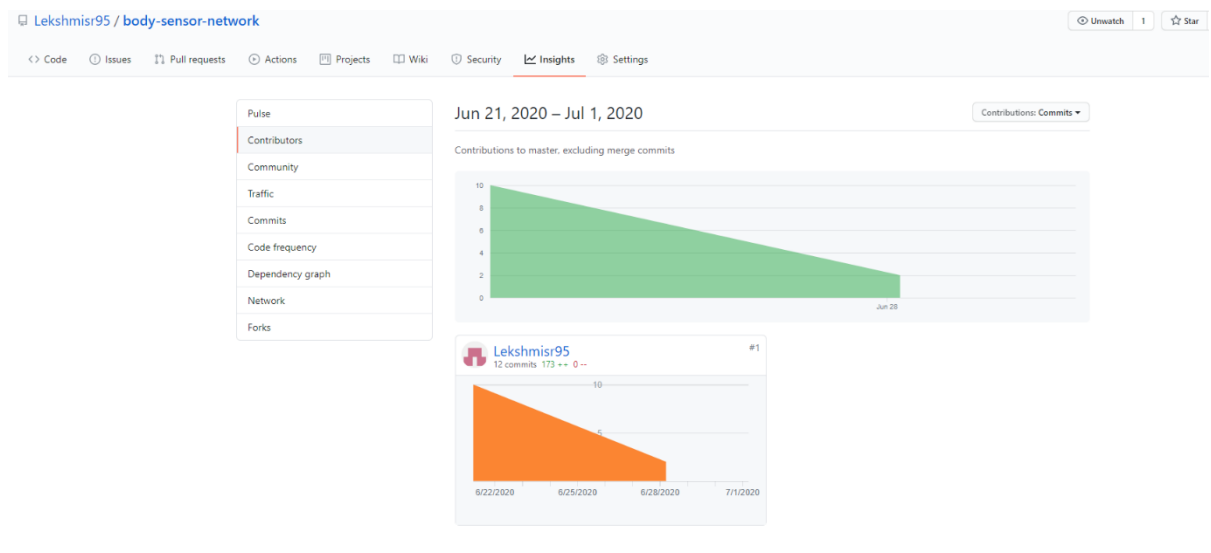 Lekshmisr95 / body-sensor-network
Unwatch 1 Star
Code Issues Pull requests Actions Projects Wiki Security Insights Settings
Pulse
Contributors
Community
Traffic
Commits
Code frequency
Dependency graph
Network
Forks
Jun 21, 2020 – Jul 1, 2020
Contributions: Commits
Contributions to master, excluding merge commits
10
8
6
4
2
0
Jun 28
Lekshmisr95 #1
12 commits 173 ++ 0 --
10
5
6/22/2020 6/25/2020 6/28/2020 7/1/2020